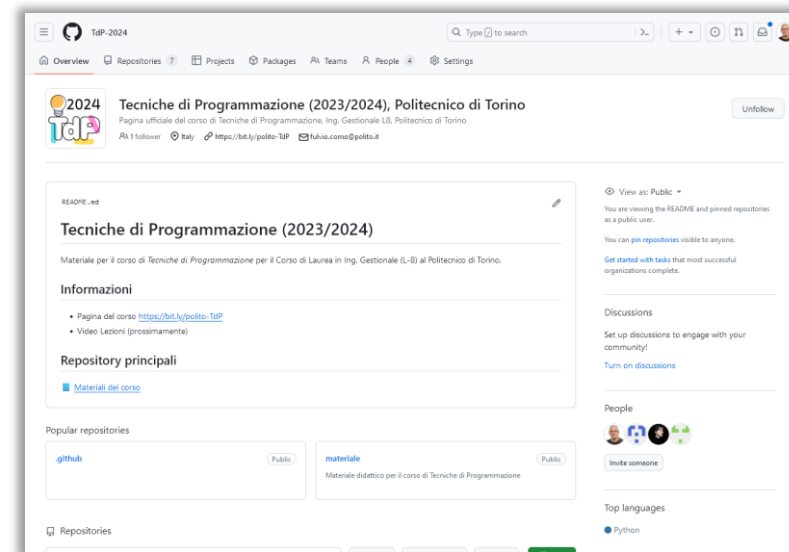 TdP-2024
Type / to search
Overview
Repositories 7
Projects
Packages
Teams
People 4
Settings
2024
TdP
Tecniche di Programmazione (2023/2024), Politecnico di Torino
Pagina ufficiale del corso di Tecniche di Programmazione, Ing. Gestionale L8, Politecnico di Torino
1 follower
Italy
https://bit.ly/polito-TdP
fulvio.corno@polito.it
Unfollow
README.md
Tecniche di Programmazione (2023/2024)
Materiale per il corso di Tecniche di Programmazione per il Corso di Laurea in Ing. Gestionale (L-8) al Politecnico di Torino.
Informazioni
• Pagina del corso https://bit.ly/polito-TdP
• Video Lezioni (prossimamente)
Repository principali
Materiali del corso
Popular repositories
.github
Public
materiale
Public
Materiale didattico per il corso di Tecniche di Programmazione
Repositories
View as: Public
You are viewing the README and pinned repositories
as a public user.
You can pin repositories visible to anyone.
Get started with tasks that most successful
organizations complete.
Discussions
Set up discussions to engage with your
community!
Turn on discussions
People
Invite someone
Top languages
Python